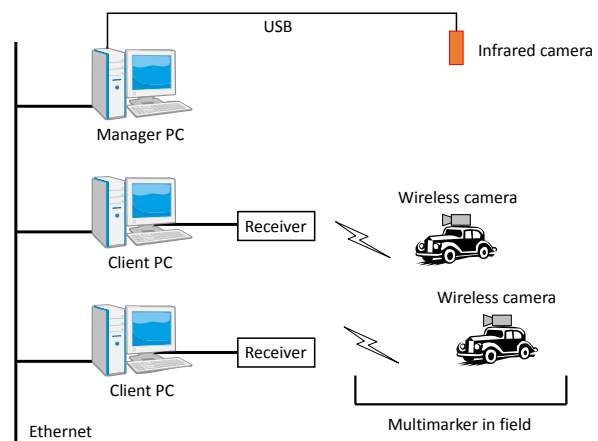 USB
Infrared camera
Manager PC
Wireless camera
Receiver
Client PC
Wireless camera
Receiver
Client PC
Multimarker in field
Ethernet